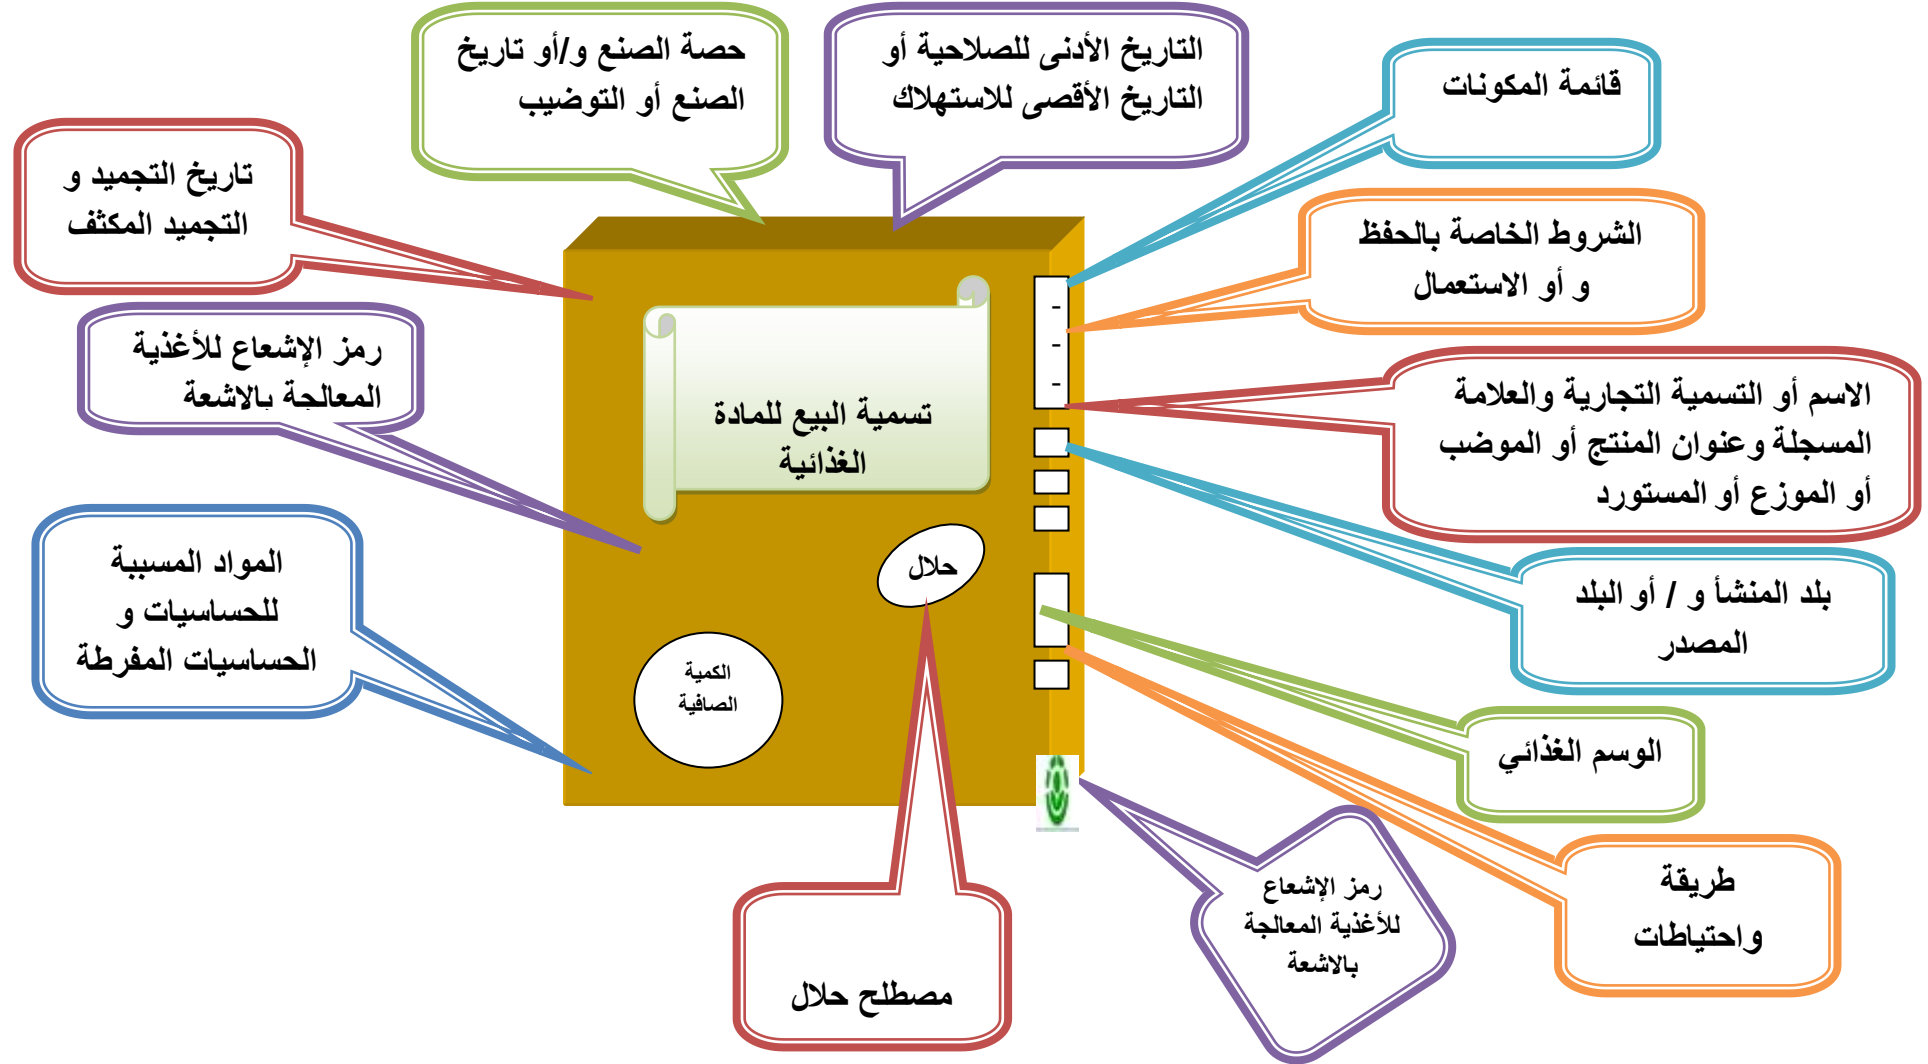 حصة الصنع و/أو تاريخ
الصنع أو التوضيب
التاريخ الأدنى للصلاحية أو
التاريخ الأقصى للاستهلاك
قائمة المكونات
تاريخ التجميد و
التجميد المكثف
الشروط الخاصة بالحفظ
و أو الاستعمال
رمز الإشعاع للأغذية
المعالجة بالاشعة
الاسم أو التسمية التجارية والعلامة
المسجلة وعنوان المنتج أو الموضب
أو الموزع أو المستورد
تسمية البيع للمادة
الغذائية
-
-
-
المواد المسببة
للحساسيات و
الحساسيات المفرطة
حلال
بلد المنشأ و / أو البلد
المصدر
الكمية
الصافية
الوسم الغذائي
طريقة
واحتياطات
رمز الإشعاع
للأغذية المعالجة
بالاشعة
مصطلح حلال